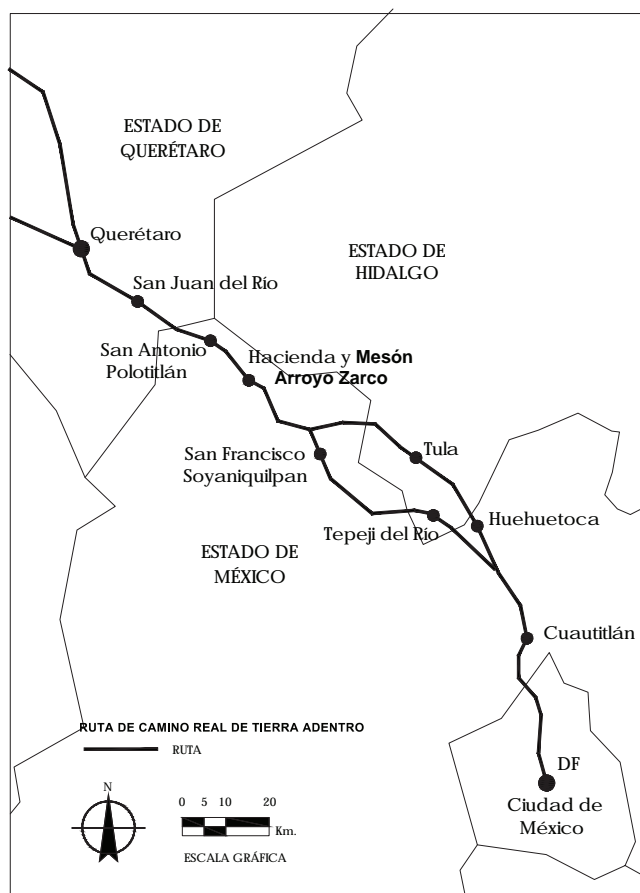 ESTADO DE
QUERÉTARO
Querétaro
ESTADO DE
HIDALGO
San Juan del Río
San Antonio
Polotitlán
Hacienda y Mesón
Arroyo Zarco
San Francisco
Soyaniquilpan
Tula
Tepeji del Río
Huehuetoca
ESTADO DE
MÉXICO
Cuautitlán
RUTA DE CAMINO REAL DE TIERRA ADENTRO
RUTA
DF
Ciudad de
México
N
0 5 10 20
Km.
ESCALA GRÁFICA